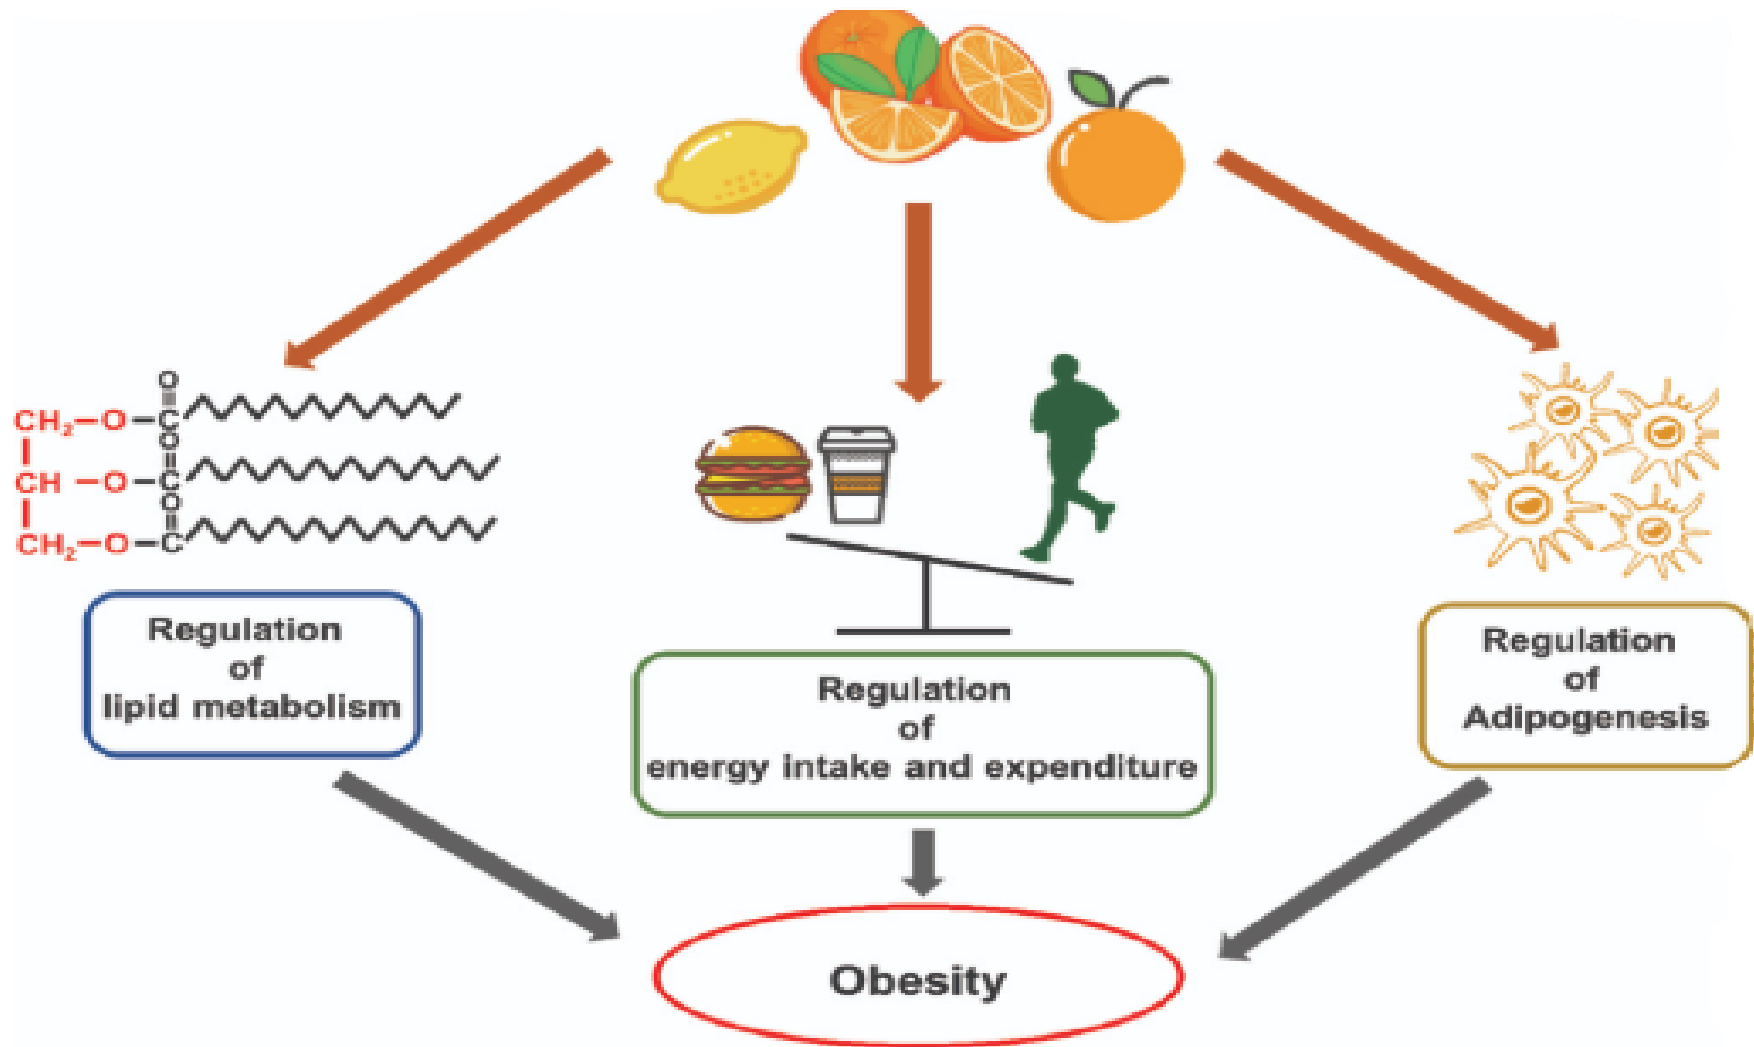 O
CH2-O-C
O
CH-O-C
O
CH2-O-C
Regulation
of
lipid metabolism
Regulation
of
energy intake and expenditure
Regulation
of
Adipogenesis
Obesity